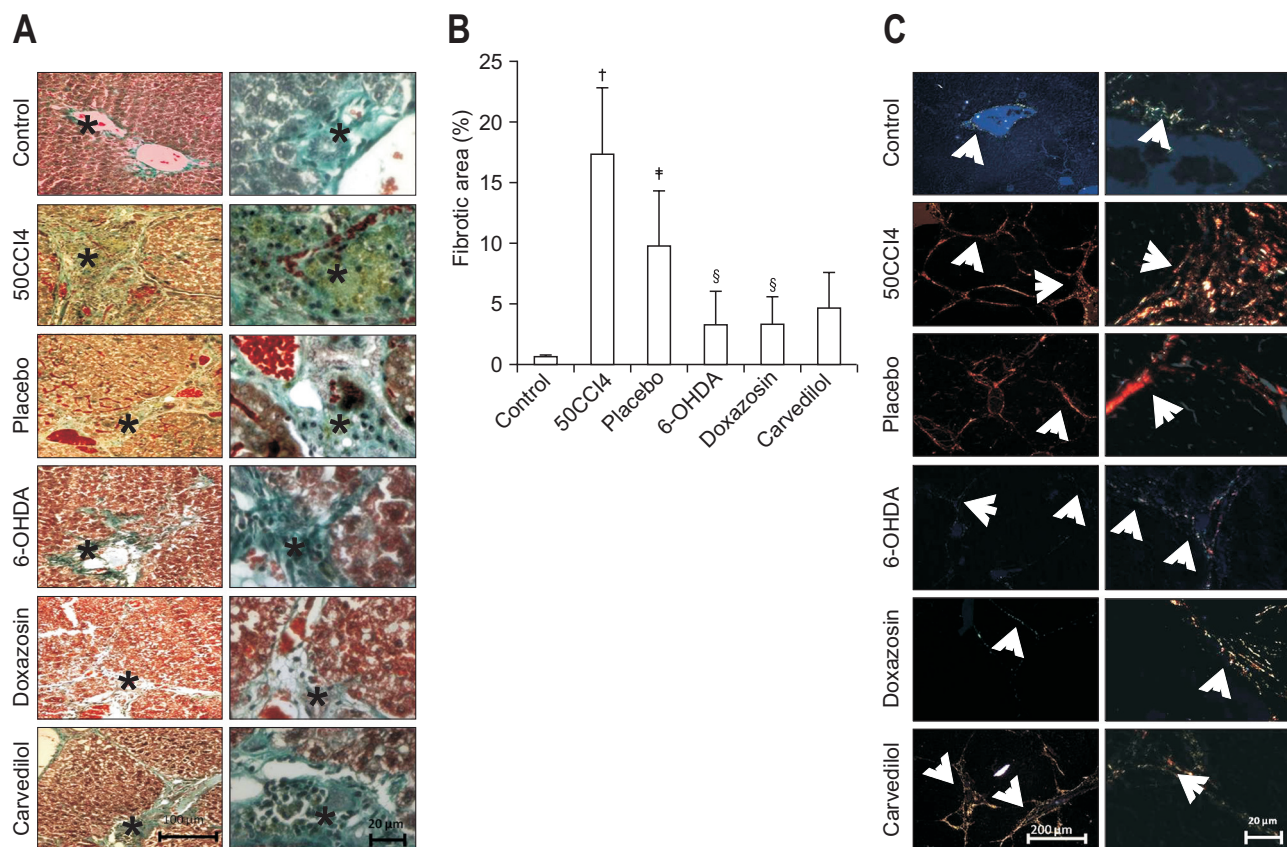 A
Control
50CCl4
Placebo
6-OHDA
Doxazosin
Carvedilol
*
*
*
*
*
*
*
*
*
*
*
*
100 µm
20 µm
B
Fibrotic area (%)
25
20
15
10
5
0
†
‡
§
§
Control
50CCl4
Placebo
6-OHDA
Doxazosin
Carvedilol
C
Control
50CCl4
Placebo
6-OHDA
Doxazosin
Carvedilol
200 µm
20 µm